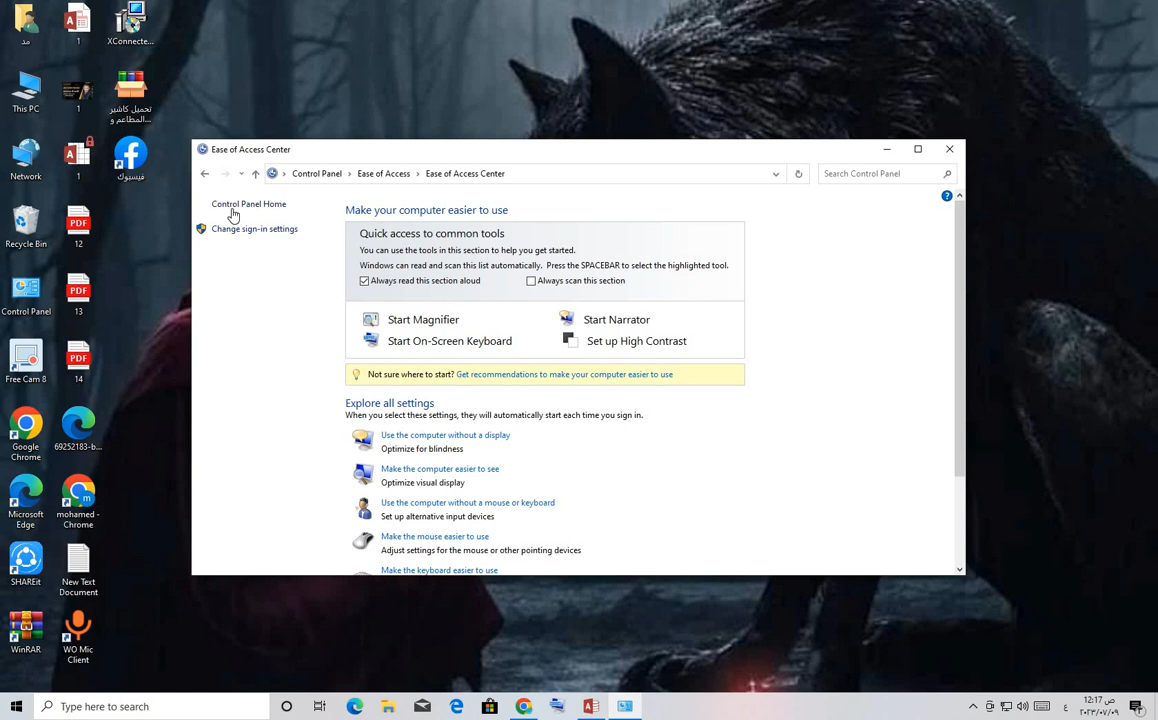 مد
1
XConnecte...
This PC
1
تحميل كاشير
المطاعم و...
Network
1
فيسبوك
Recycle Bin
12
Control Panel
13
Free Cam 8
14
Google
Chrome
69252183-b...
Microsoft
Edge
mohamed -
Chrome
SHAREit
New Text
Document
WinRAR
WO Mic
Client
PDF
PDF
PDF
Ease of Access Center
Control Panel > Ease of Access > Ease of Access Center
Search Control Panel
Control Panel Home
Change sign-in settings
Make your computer easier to use
Quick access to common tools
You can use the tools in this section to help you get started.
Windows can read and scan this list automatically. Press the SPACEBAR to select the highlighted tool.
Always read this section aloud
Always scan this section
Start Magnifier
Start Narrator
Start On-Screen Keyboard
Set up High Contrast
Not sure where to start? Get recommendations to make your computer easier to use
Explore all settings
When you select these settings, they will automatically start each time you sign in.
Use the computer without a display
Optimize for blindness
Make the computer easier to see
Optimize visual display
Use the computer without a mouse or keyboard
Set up alternative input devices
Make the mouse easier to use
Adjust settings for the mouse or other pointing devices
Make the keyboard easier to use
Type here to search
ع
12:17 ص
٢٠٢٣/٠٧/٠٩